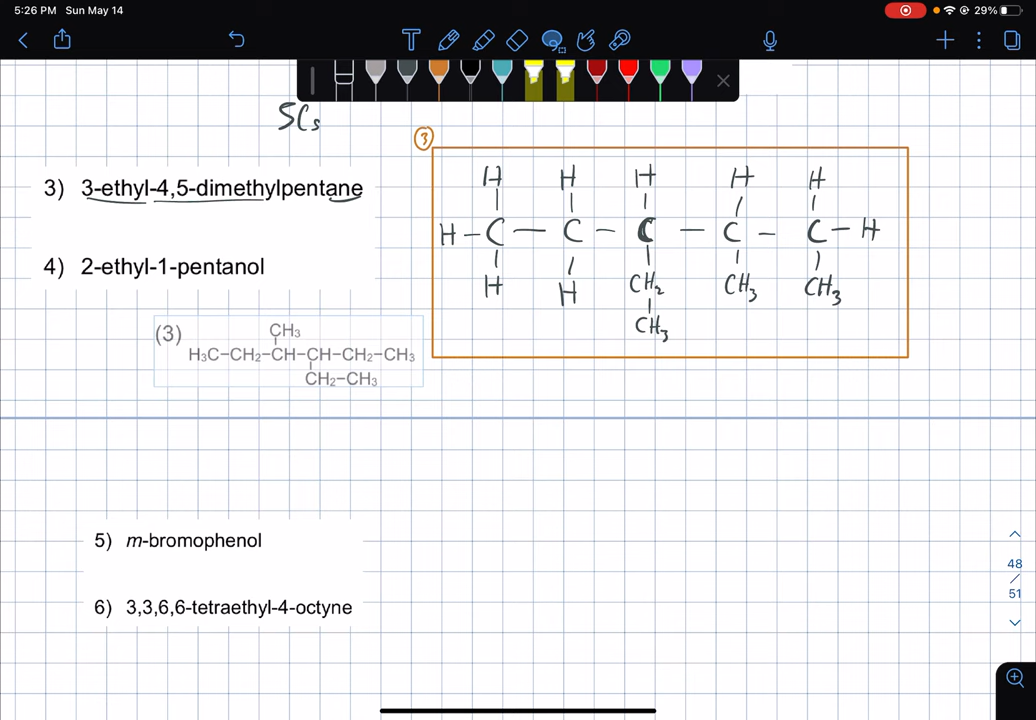 5:26 PM Sun May 14
29%
5Cs
3
3) 3-ethyl-4,5-dimethylpentane
H H H H H
H-C-C-C-C-C-H
H H CH2 CH3 CH3
CH3
4) 2-ethyl-1-pentanol
(3)
CH3
H3C-CH2-CH-CH-CH2-CH3
CH2-CH3
5) m-bromophenol
48
/
51
6) 3,3,6,6-tetraethyl-4-octyne